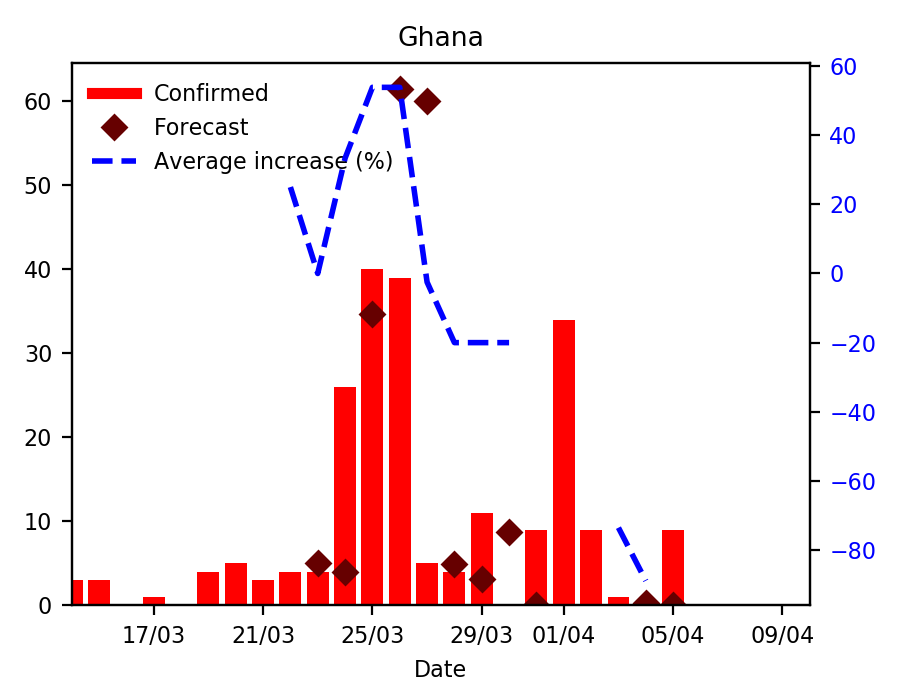 Ghana
Confirmed
Forecast
Average increase (%)
60
50
40
30
20
10
0
60
40
20
0
−20
−40
−60
−80
17/03 21/03 25/03 29/03 01/04 05/04 09/04
Date